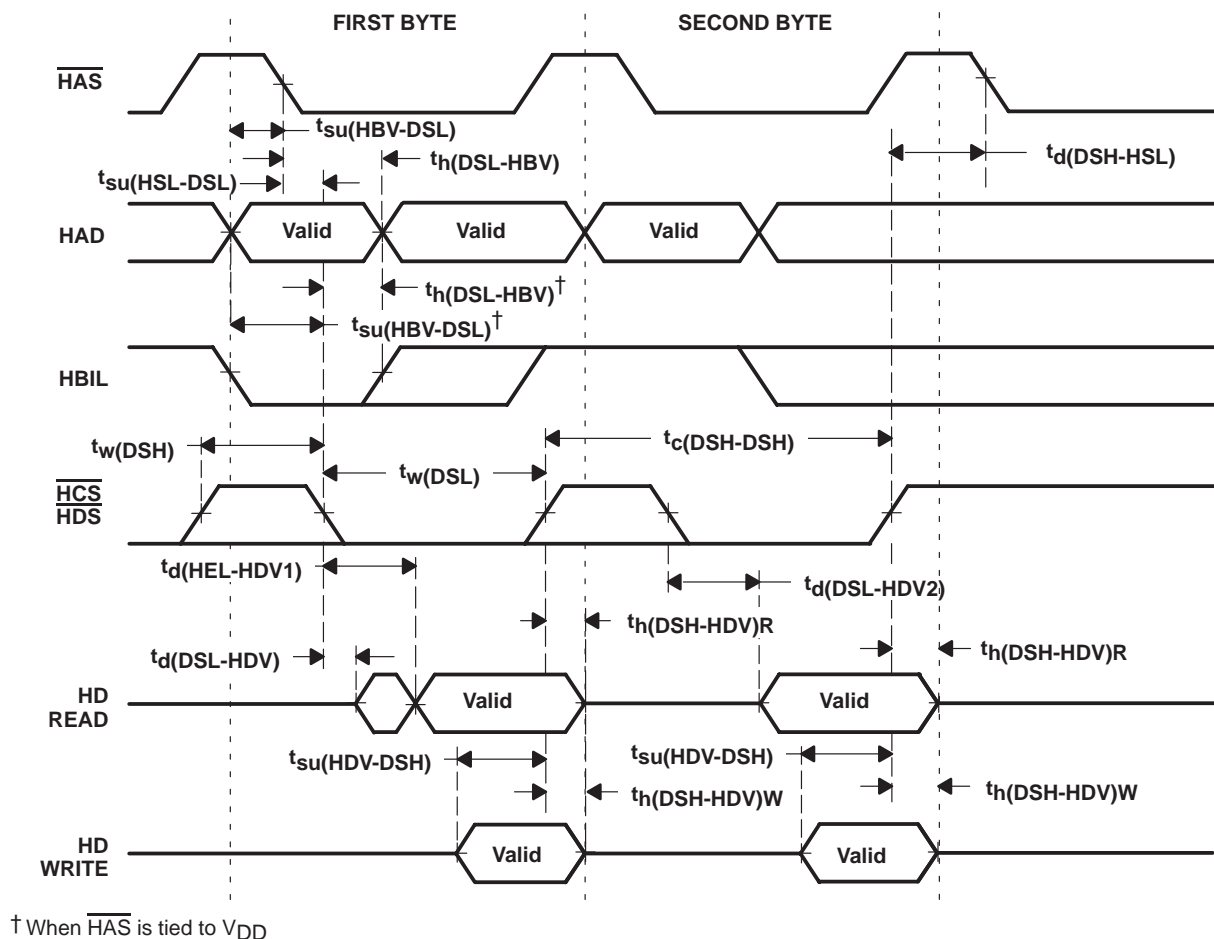 FIRST BYTE SECOND BYTE
HAS
tsu(HBV-DSL)
th(DSL-HBV)
td(DSH-HSL)
tsu(HSL-DSL)
HAD Valid Valid Valid
th(DSL-HBV)†
tsu(HBV-DSL)†
HBIL
tw(DSH)
tc(DSH-DSH)
tw(DSL)
HCS
HDS
td(HEL-HDV1)
td(DSL-HDV2)
th(DSH-HDV)R
th(DSH-HDV)R
td(DSL-HDV)
HD
READ
Valid Valid
tsu(HDV-DSH) tsu(HDV-DSH)
th(DSH-HDV)W th(DSH-HDV)W
HD
WRITE
Valid Valid
† When HAS is tied to VDD